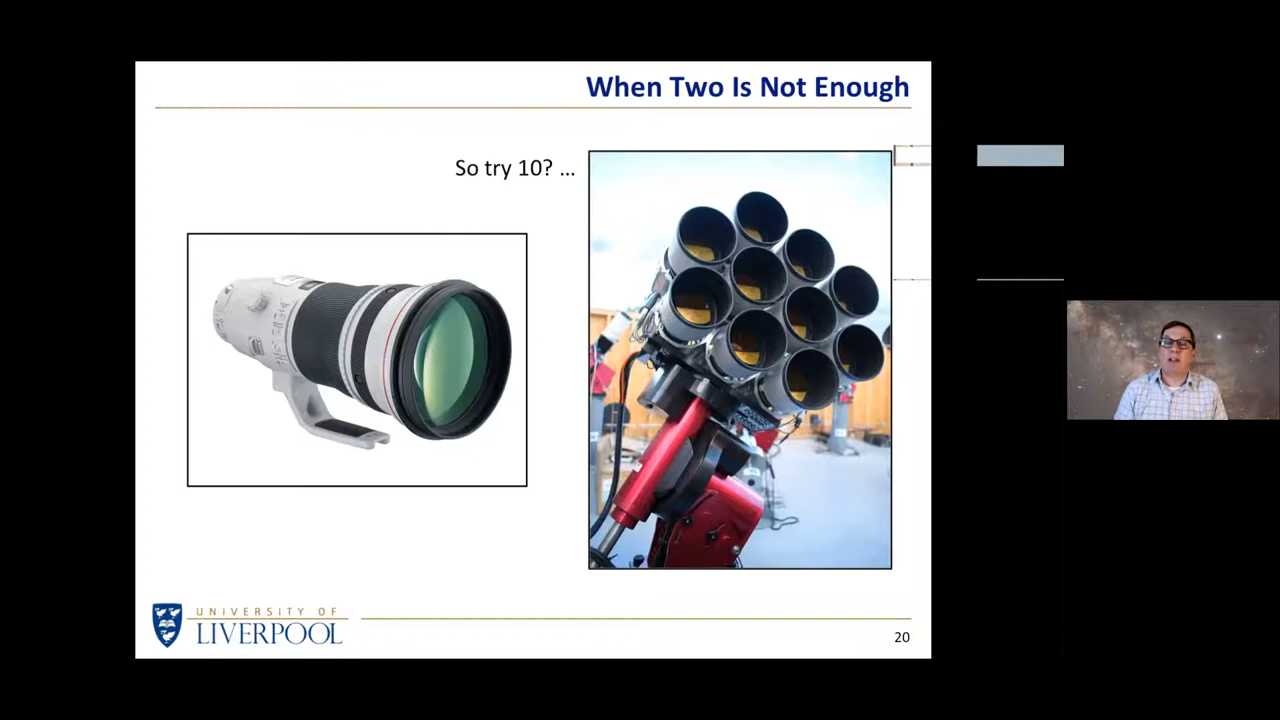 When Two Is Not Enough
So try 10? ...
UNIVERSITY OF
LIVERPOOL
20